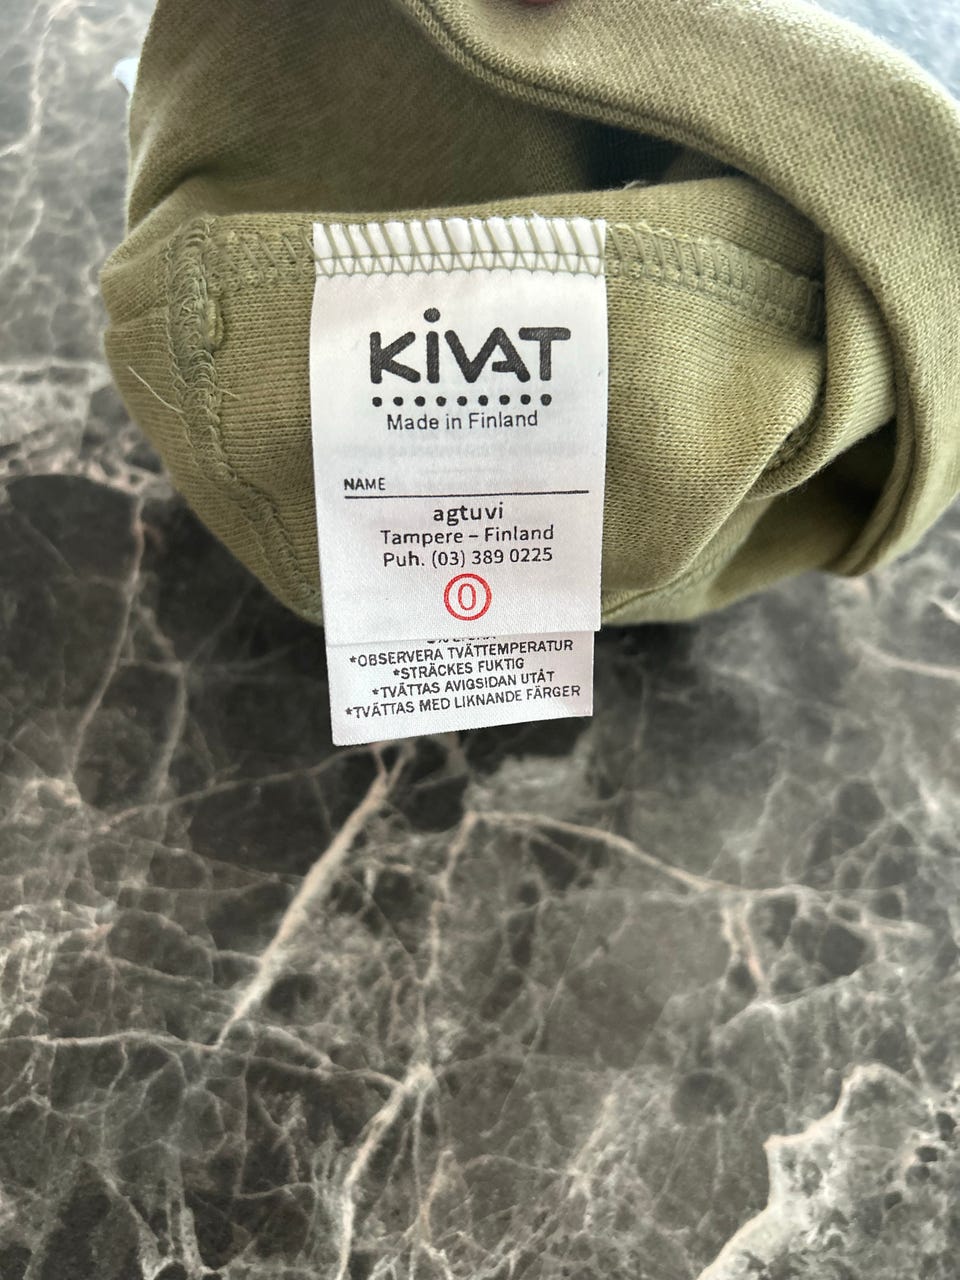 KiVAT
Made in Finland
NAME
agtuvi
Tampere – Finland
Puh. (03) 389 0225
0
*OBSERVERA TVÄTTEMPERATUR
*STRÄCKES FUKTIG
*TVÄTTAS AVIGSIDAN UTÅT
*TVÄTTAS MED LIKNANDE FÄRGER